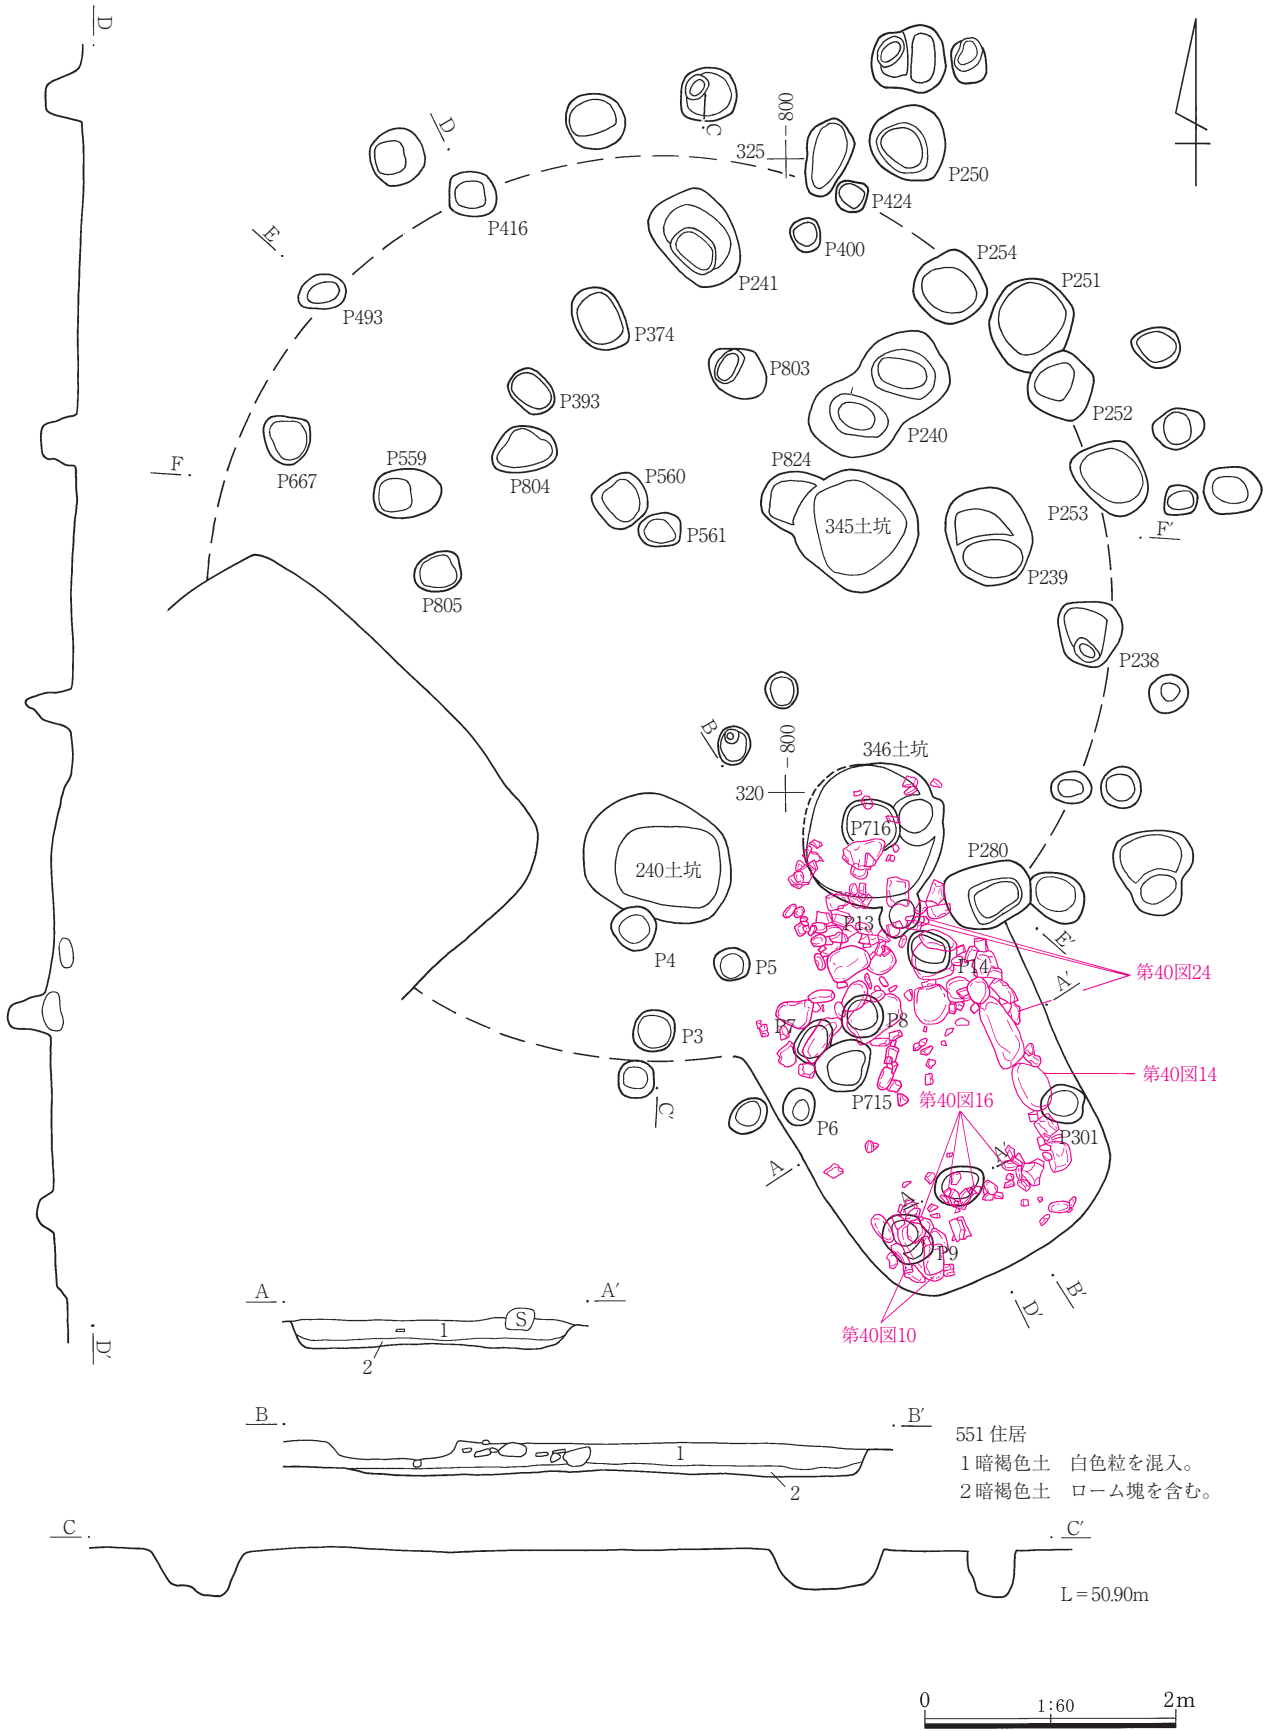 D
D
C
-800
325
P250
P424
P416
P400
E
P254
P251
P241
P493
P374
P803
P393
P252
P240
F
P667
P559
P804
P560
P824
P561
345土坑
P253
F′
P239
P805
P238
B
-800
346土坑
320
P716
P280
240土坑
P13
P4
P5
P14
E′
A′
第40図24
P3
P7
P8
第40図14
P715
第40図16
C′
P6
P301
A
A′
A
P9
B′
D′
第40図10
A
A′
S
1
2
D′
B
B′
1
2
551 住居
1 暗褐色土　白色粒を混入。
2 暗褐色土　ローム塊を含む。
C
C′
L＝50.90m
0
1:60
2m